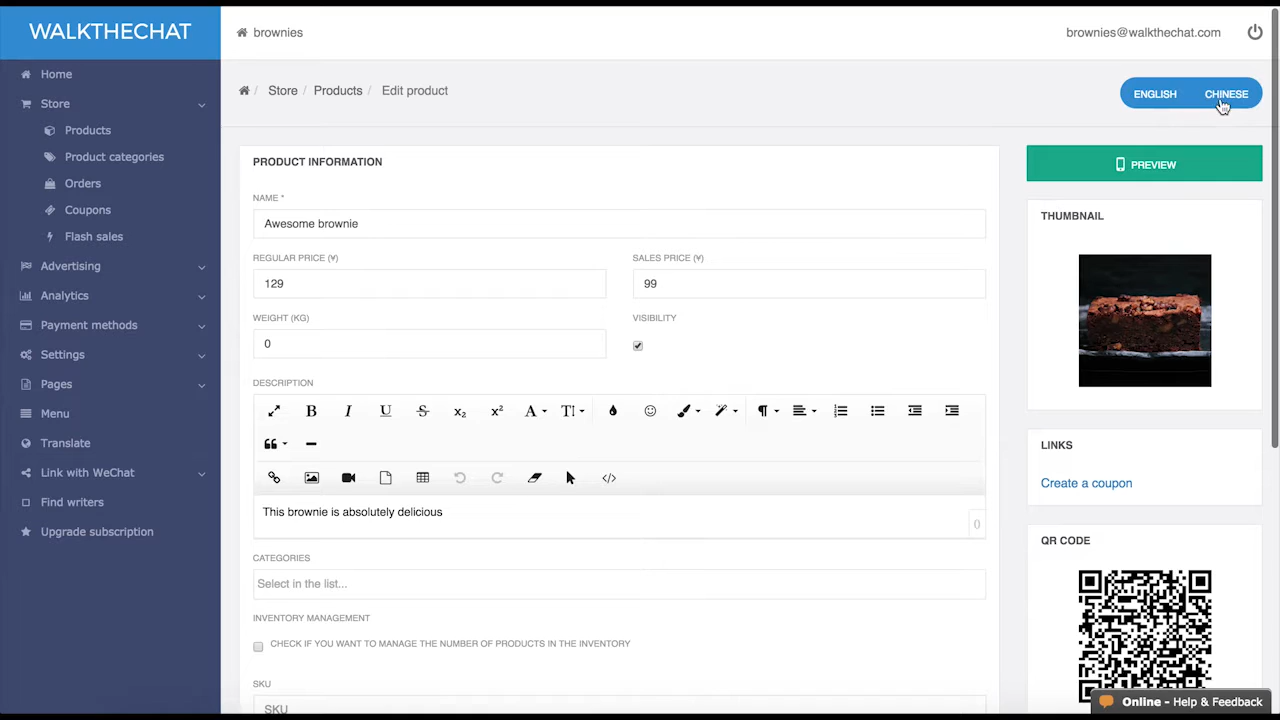 WALKTHECHAT
brownies
brownies@walkthechat.com
Home
Store
Products
Product categories
Orders
Coupons
Flash sales
Advertising
Analytics
Payment methods
Settings
Pages
Menu
Translate
Link with WeChat
Find writers
Upgrade subscription
/ Store / Products / Edit product
ENGLISH CHINESE
PRODUCT INFORMATION
NAME *
Awesome brownie
REGULAR PRICE (¥) SALES PRICE (¥)
129 99
WEIGHT (KG) VISIBILITY
0
DESCRIPTION
This brownie is absolutely delicious
CATEGORIES
Select in the list...
INVENTORY MANAGEMENT
CHECK IF YOU WANT TO MANAGE THE NUMBER OF PRODUCTS IN THE INVENTORY
SKU
SKU
PREVIEW
THUMBNAIL
LINKS
Create a coupon
QR CODE
Online - Help & Feedback